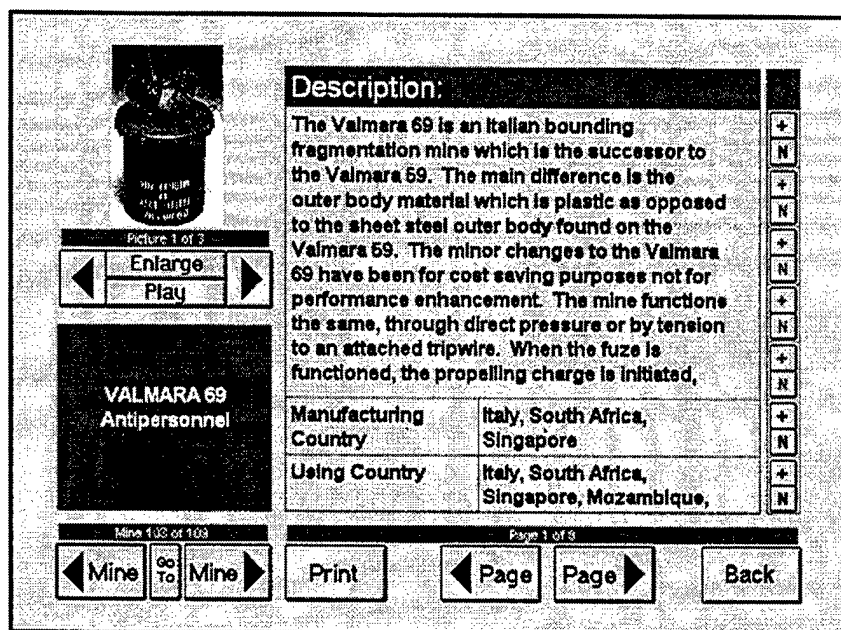 Description:
The Valmara 69 is an Italian bounding
fragmentation mine which is the successor to
the Valmara 59. The main difference is the
outer body material which is plastic as opposed
to the sheet steel outer body found on the
Valmara 59. The minor changes to the Valmara
69 have been for cost saving purposes not for
performance enhancement. The mine functions
the same, through direct pressure or by tension
to an attached tripwire. When the fuze is
functioned, the propelling charge is initiated,
Manufacturing Country
Italy, South Africa,
Singapore
Using Country
Italy, South Africa,
Singapore, Mozambique,
+
N
+
N
+
N
+
N
+
N
+
N
+
N
Picture 1 of 3
Enlarge
Play
VALMARA 69
Antipersonnel
Mine 103 of 109
Mine
Go
To
Mine
Page 1 of
Print
Page
Page
Back